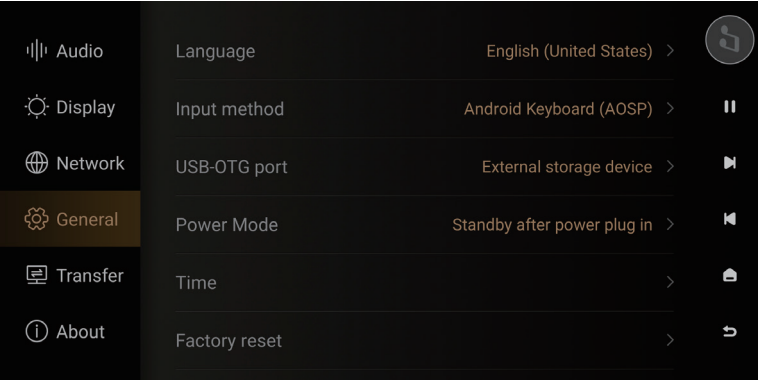 Audio
Display
Network
General
Transfer
About
Language English (United States)
Input method Android Keyboard (AOSP)
USB-OTG port External storage device
Power Mode Standby after power plug in
Time
Factory reset